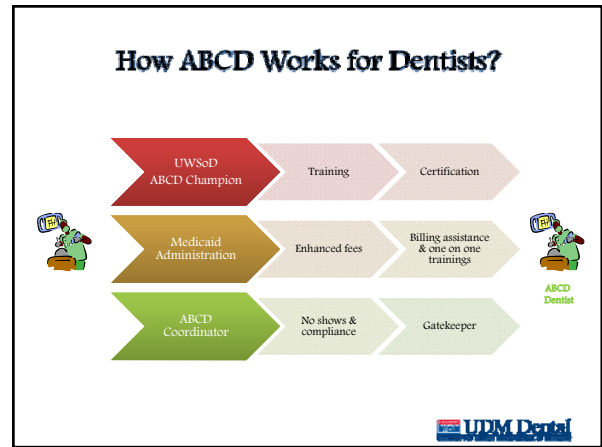 How ABCD Works for Dentists?
UWSoD
ABCD Champion
Training
Certification
Medicaid
Administration
Enhanced fees
Billing assistance
& one on one
trainings
ABCD
Coordinator
No shows &
compliance
Gatekeeper
ABCD
Dentist
UDM Dental